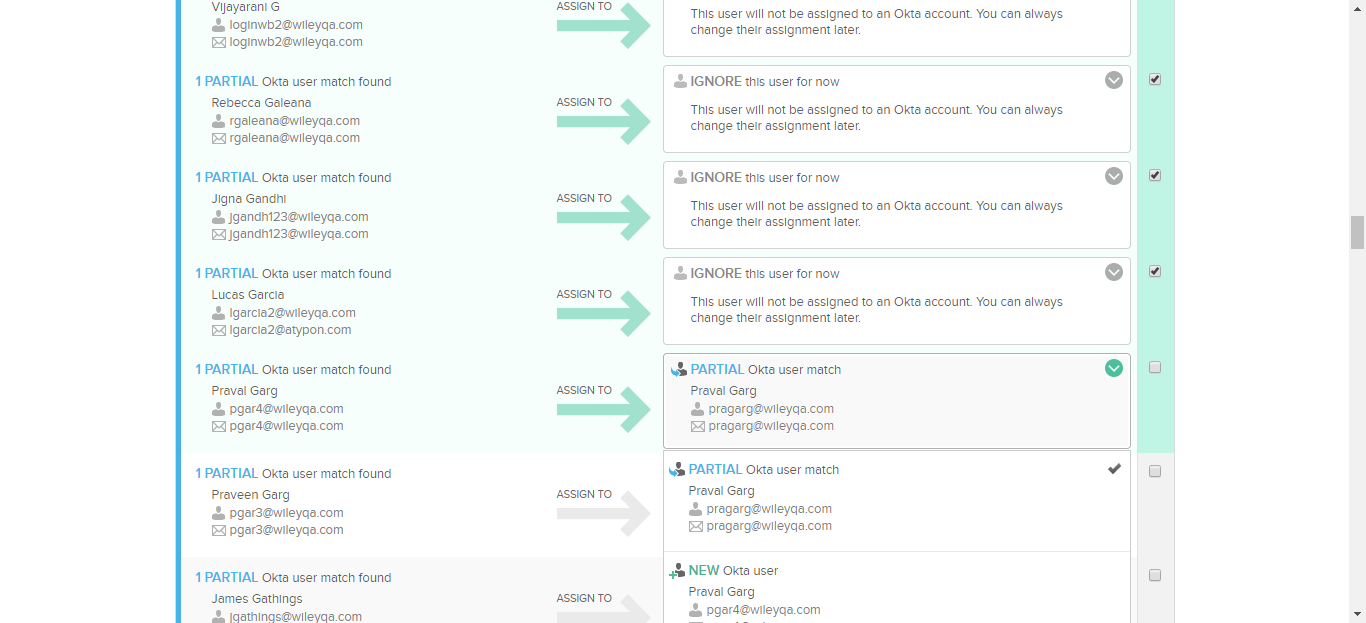 Vijayarani G
loginwb2@wileyqa.com
loginwb2@wileyqa.com
ASSIGN TO
This user will not be assigned to an Okta account. You can always
change their assignment later.
1 PARTIAL Okta user match found
Rebecca Galeana
rgaleana@wileyqa.com
rgaleana@wileyqa.com
ASSIGN TO
IGNORE this user for now
This user will not be assigned to an Okta account. You can always
change their assignment later.
1 PARTIAL Okta user match found
Jigna Gandhi
jgandh123@wileyqa.com
jgandh123@wileyqa.com
ASSIGN TO
IGNORE this user for now
This user will not be assigned to an Okta account. You can always
change their assignment later.
1 PARTIAL Okta user match found
Lucas Garcia
lgarcia2@wileyqa.com
lgarcia2@atypon.com
ASSIGN TO
IGNORE this user for now
This user will not be assigned to an Okta account. You can always
change their assignment later.
1 PARTIAL Okta user match found
Praval Garg
pgar4@wileyqa.com
pgar4@wileyqa.com
ASSIGN TO
PARTIAL Okta user match
Praval Garg
pragarg@wileyqa.com
pragarg@wileyqa.com
1 PARTIAL Okta user match found
Praveen Garg
pgar3@wileyqa.com
pgar3@wileyqa.com
ASSIGN TO
PARTIAL Okta user match
Praval Garg
pragarg@wileyqa.com
pragarg@wileyqa.com
1 PARTIAL Okta user match found
James Gathings
jgathings@wileyqa.com
ASSIGN TO
NEW Okta user
Praval Garg
pgar4@wileyqa.com